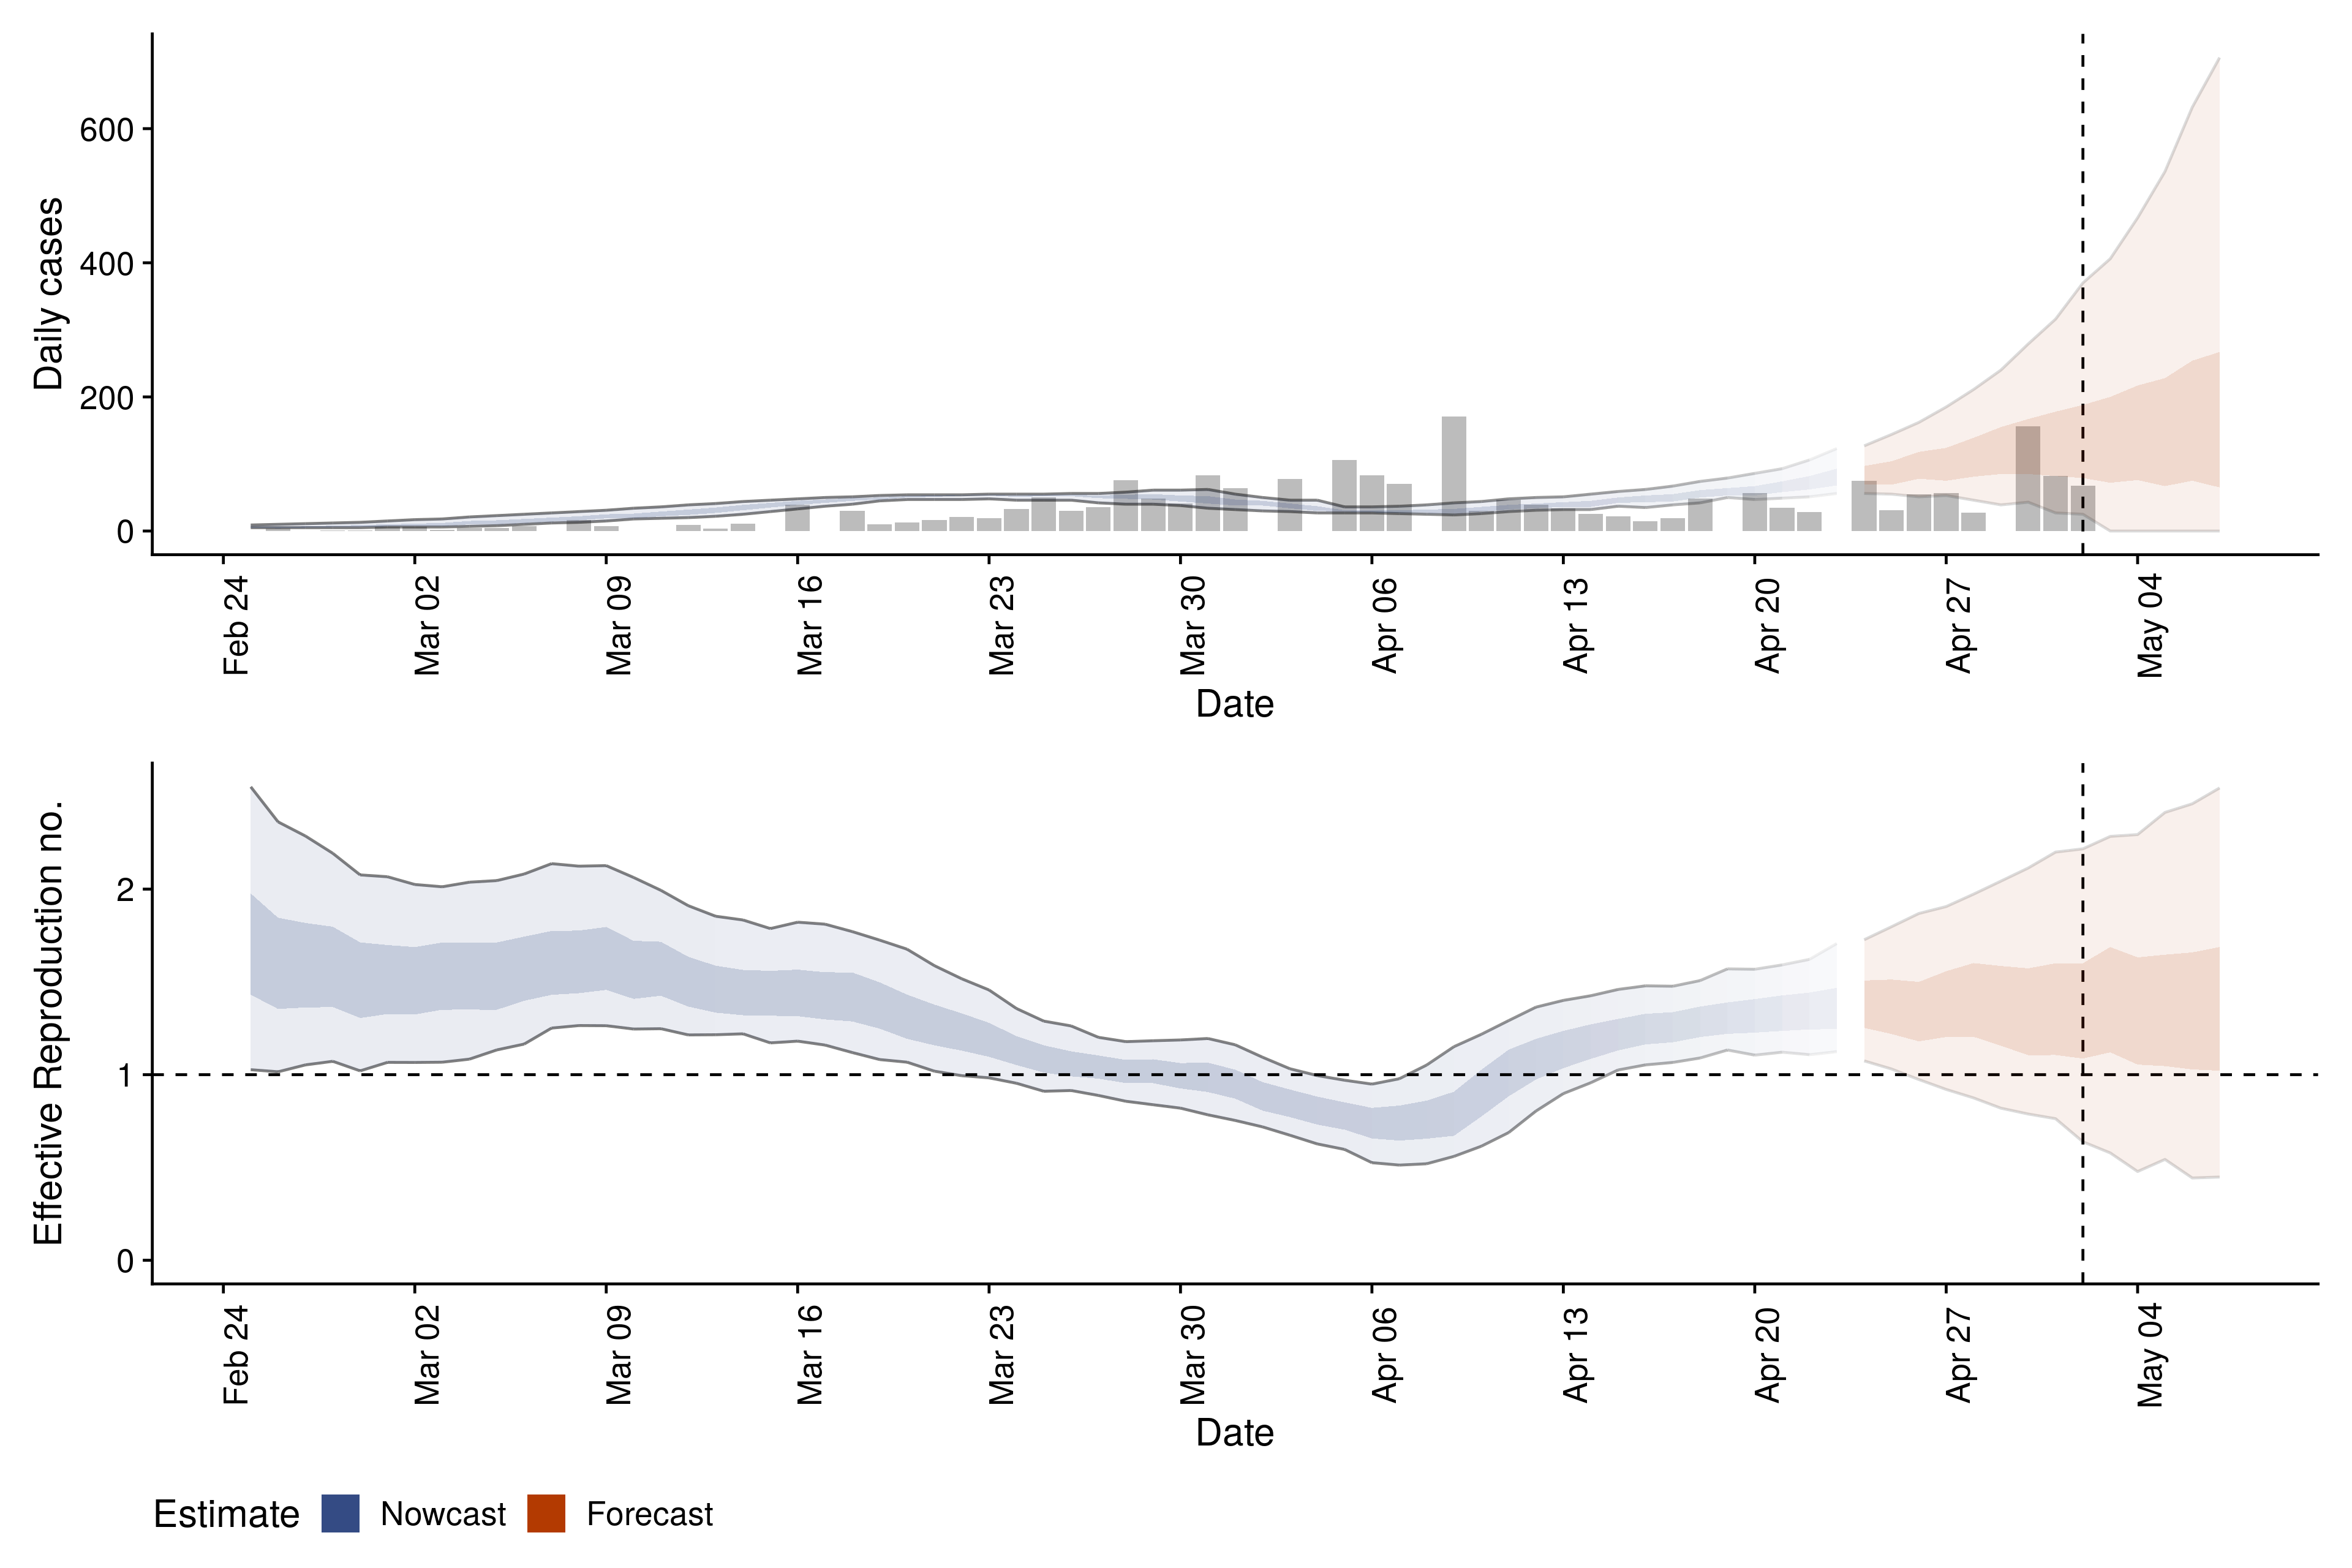 Daily cases
600
400
200
0
Feb 24
Mar 02
Mar 09
Mar 16
Mar 23
Mar 30
Apr 06
Apr 13
Apr 20
Apr 27
May 04
Date
Effective Reproduction no.
2
1
0
Feb 24
Mar 02
Mar 09
Mar 16
Mar 23
Mar 30
Apr 06
Apr 13
Apr 20
Apr 27
May 04
Date
Estimate Nowcast Forecast